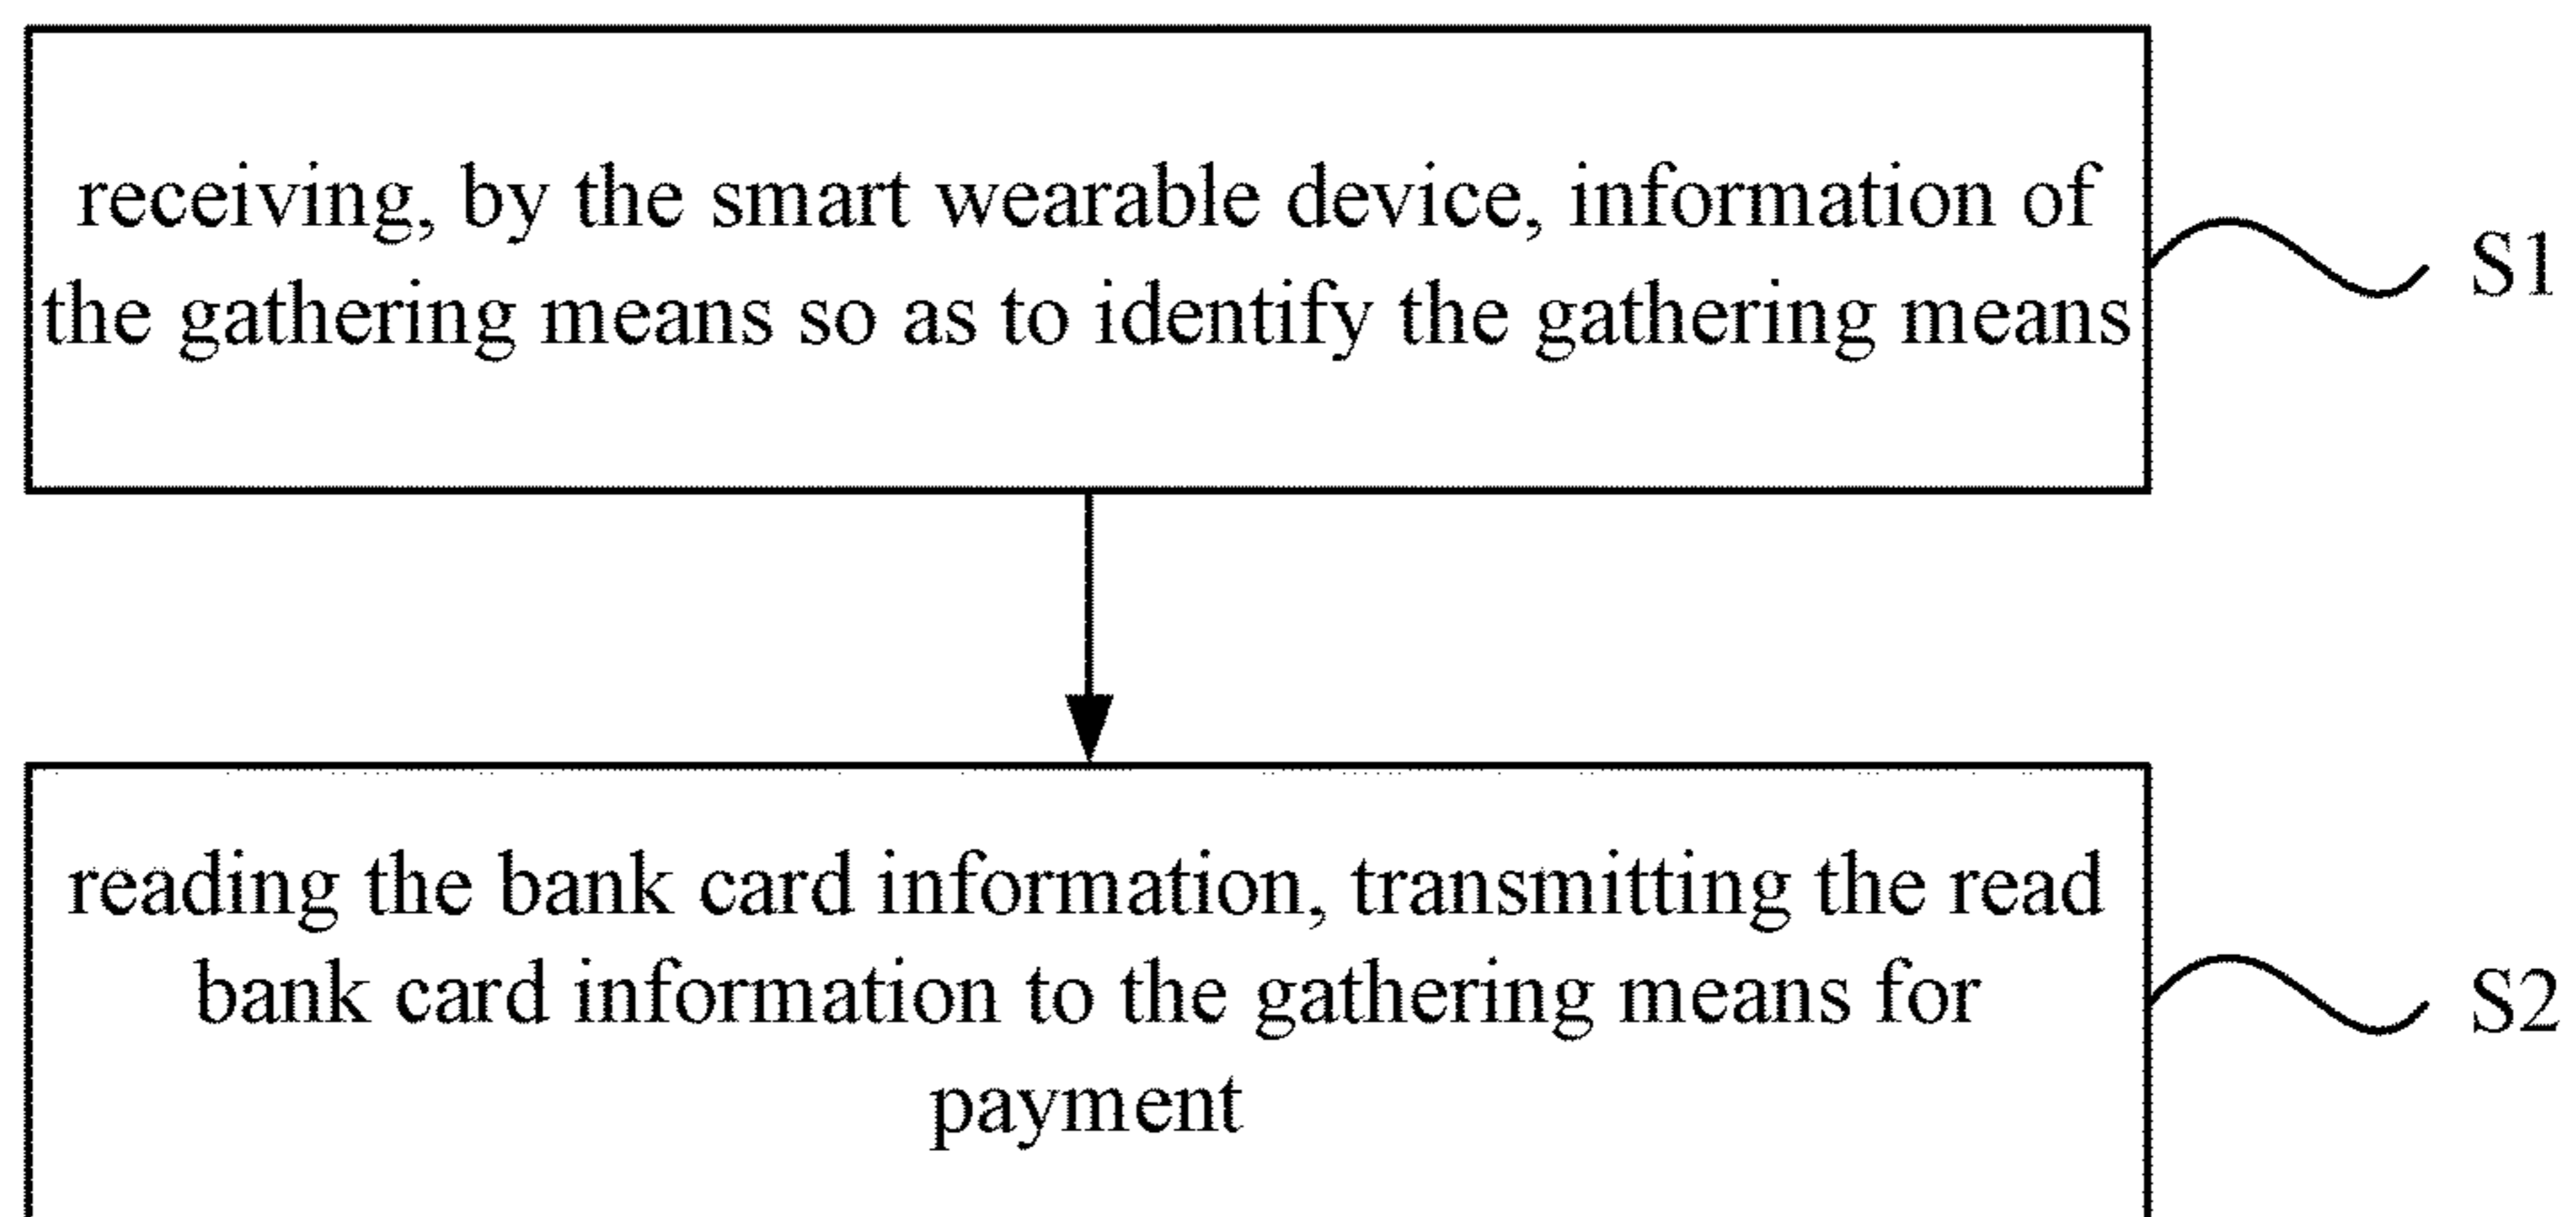 receiving, by the smart wearable device, information of
the gathering means so as to identify the gathering means
S1
reading the bank card information, transmitting the read
bank card information to the gathering means for
payment
S2